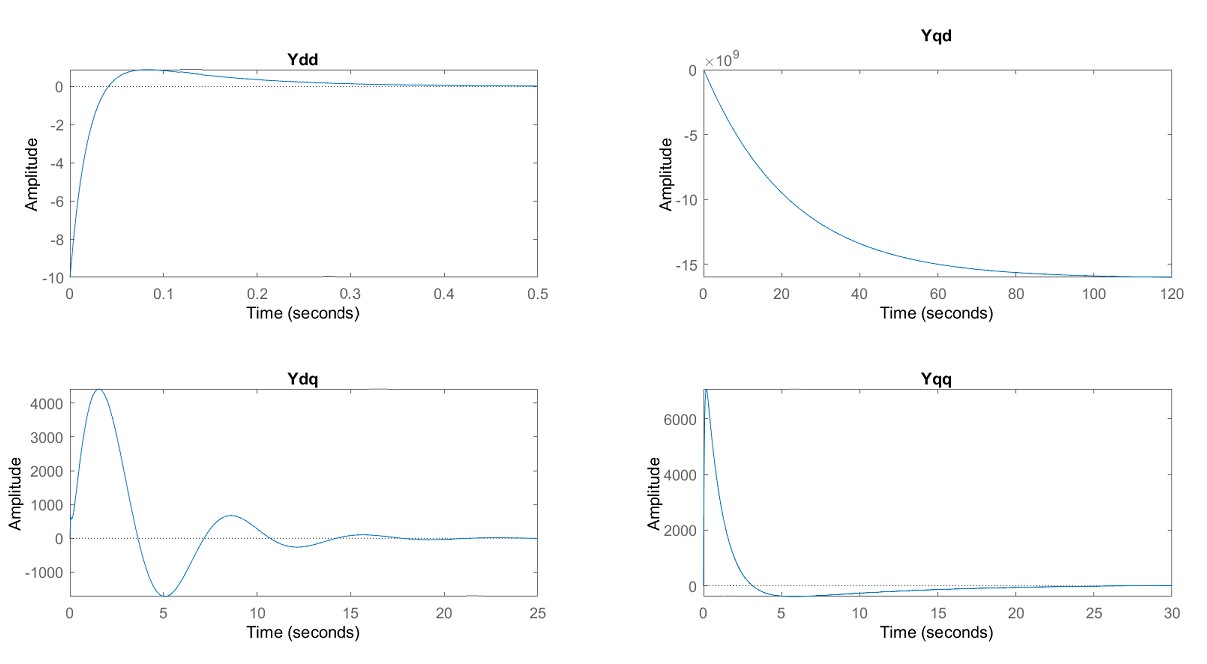 Ydd
Amplitude
0
-2
-4
-6
-8
-10
0 0.1 0.2 0.3 0.4 0.5
Time (seconds)
Yqd
×10^9
Amplitude
0
-5
-10
-15
0 20 40 60 80 100 120
Time (seconds)
Ydq
Amplitude
4000
3000
2000
1000
0
-1000
0 5 10 15 20 25
Time (seconds)
Yqq
Amplitude
6000
4000
2000
0
0 5 10 15 20 25 30
Time (seconds)